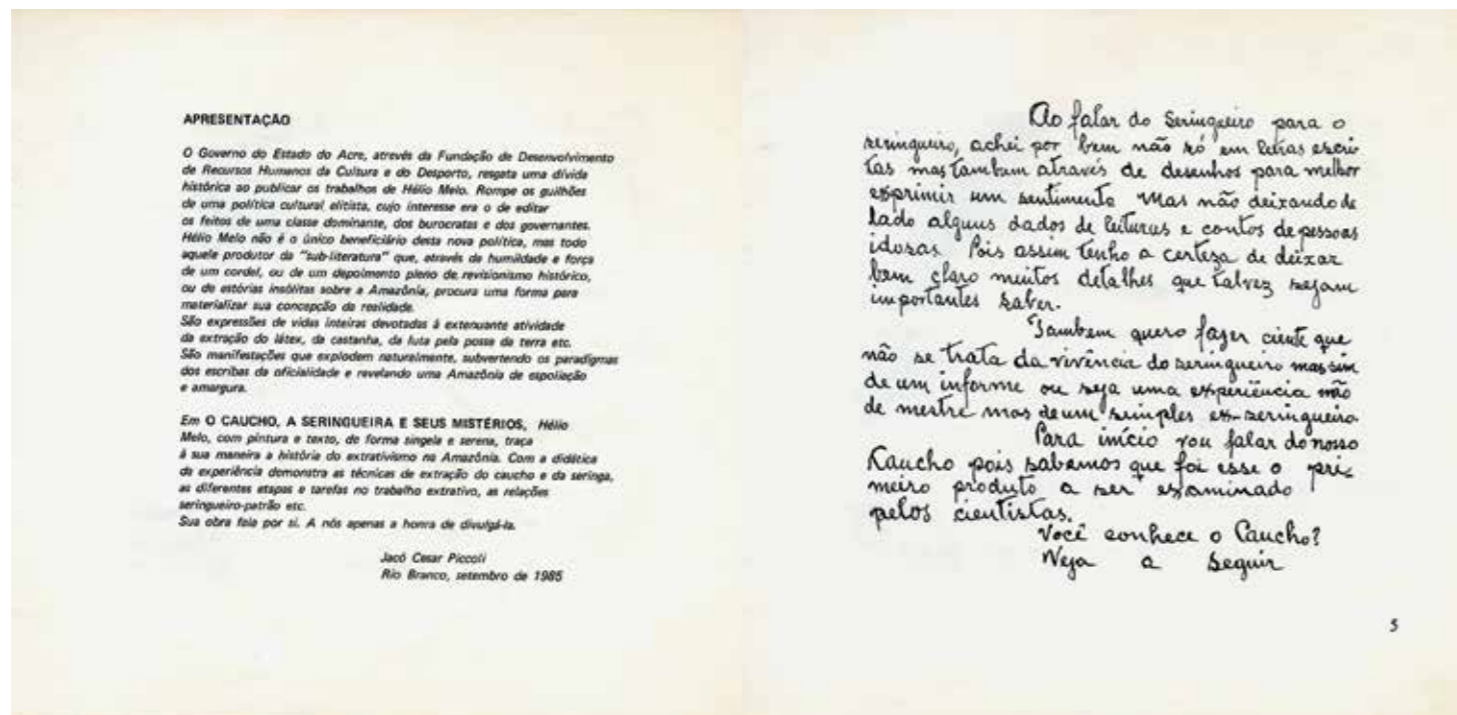 APRESENTAÇÃO
O Governo do Estado do Acre, através da Fundação de Desenvolvimento
de Recursos Humanos da Cultura e do Desporto, resgata uma dívida
histórica ao publicar os trabalhos de Hélio Melo. Rompe os guilhões
de uma política cultural elitista, cujo interesse era o de editar
os feitos de uma classe dominante, dos burocratas e dos governantes.
Hélio Melo não é o único beneficiário desta nova política, mas todo
aquele produtor da "sub-literatura" que, através da humildade e força
de um cordel, ou de um depoimento pleno de revisionismo histórico,
ou de estórias insólitas sobre a Amazônia, procura uma forma para
materializar sua concepção da realidade.
São expressões de vidas inteiras devotadas à extenuante atividade
da extração do látex, da castanha, da luta pela posse da terra etc.
São manifestações que explodem naturalmente, subvertendo os paradigmas
dos escribas da oficialidade e revelando uma Amazônia de espoliação
e amargura.
Em O CAUCHO, A SERINGUEIRA E SEUS MISTÉRIOS, Hélio
Melo, com pintura e texto, de forma singela e serena, traça
à sua maneira a história do extrativismo na Amazônia. Com a didática
da experiência demonstra as técnicas de extração do caucho e da seringa,
as diferentes etapas e tarefas no trabalho extrativo, as relações
seringueiro-patrão etc.
Sua obra fala por si. A nós apenas a honra de divulgá-la.
Jacó Cesar Piccoli
Rio Branco, setembro de 1985
Ao falar do Seringueiro para o
seringueiro, achei por bem não só em letras escri
tas mas tambem através de desenhos para melhor
exprimir um sentimento Mas não deixando de
lado alguns dados de leituras e contos de pessoas
idosas. Pois assim tenho a certeza de deixar
bem claro muitos detalhes que talvez sejam
importantes saber.
Tambem quero fazer ciente que
não se trata da vivência do seringueiro mas sim
de um informe ou seja uma experiência não
de mestre mas de um simples ex-seringueiro.
Para início vou falar do nosso
Caucho pois sabemos que foi esse o pri
meiro produto a ser examinado
pelos cientistas.
Você conhece o Caucho?
Veja a Seguir
5